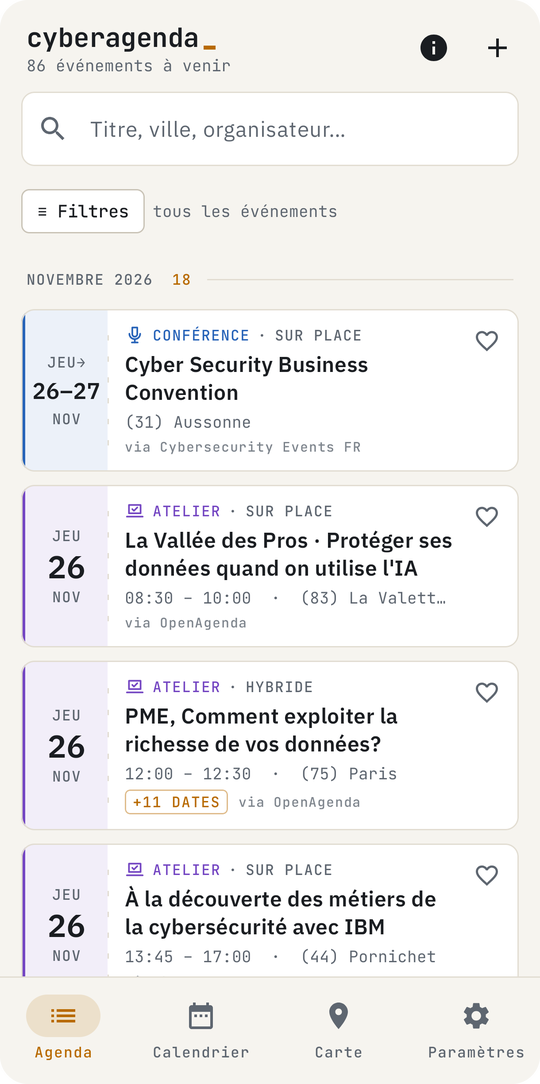 cyberagenda_
86 événements à venir
Titre, ville, organisateur…
≡ Filtres tous les événements
NOVEMBRE 2026 18
JEU→
26–27
NOV
CONFÉRENCE · SUR PLACE
Cyber Security Business
Convention
(31) Aussonne
via Cybersecurity Events FR
JEU
26
NOV
ATELIER · SUR PLACE
La Vallée des Pros · Protéger ses
données quand on utilise l'IA
08:30 – 10:00 · (83) La Valett…
via OpenAgenda
JEU
26
NOV
ATELIER · HYBRIDE
PME, Comment exploiter la
richesse de vos données?
12:00 – 12:30 · (75) Paris
+11 DATES via OpenAgenda
JEU
26
NOV
ATELIER · SUR PLACE
À la découverte des métiers de
la cybersécurité avec IBM
13:45 – 17:00 · (44) Pornichet
Agenda Calendrier Carte Paramètres